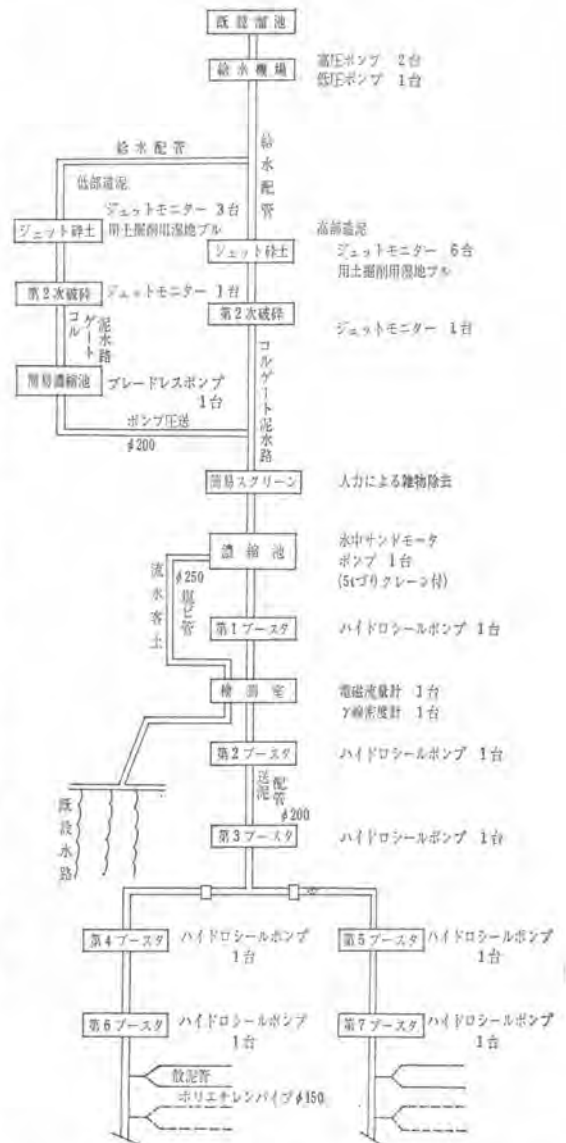 既設溜池
給水機場
高圧ポンプ 2台
低圧ポンプ 1台
給水配管
給水配管
低部造泥
ジェット砕土
ジェットモニター 3台
用土掘削用湿地ブル
高部造泥
ジェット砕土
ジェットモニター 6台
用土掘削用湿地ブル
第2次破砕
ジェットモニター 1台
第2次破砕
ジェットモニター 1台
コルゲート泥水路
コルゲート泥水路
簡易濃縮池
ブレードレスポンプ
1台
ポンプ圧送
φ200
簡易スクリーン
人力による雑物除去
濃縮池
水中サンドモータ
ポンプ 1台
(5tづりクレーン付)
流水客土
φ250
塩ビ管
第1ブースタ
ハイドロシールポンプ 1台
検測室
電磁流量計 1台
γ線密度計 1台
第2ブースタ
ハイドロシールポンプ 1台
送泥配管
φ200
既設水路
第3ブースタ
ハイドロシールポンプ 1台
第4ブースタ
ハイドロシールポンプ
1台
第5ブースタ
ハイドロシールポンプ
1台
第6ブースタ
ハイドロシールポンプ
1台
第7ブースタ
ハイドロシールポンプ
1台
散泥管
ポリエチレンパイプφ150